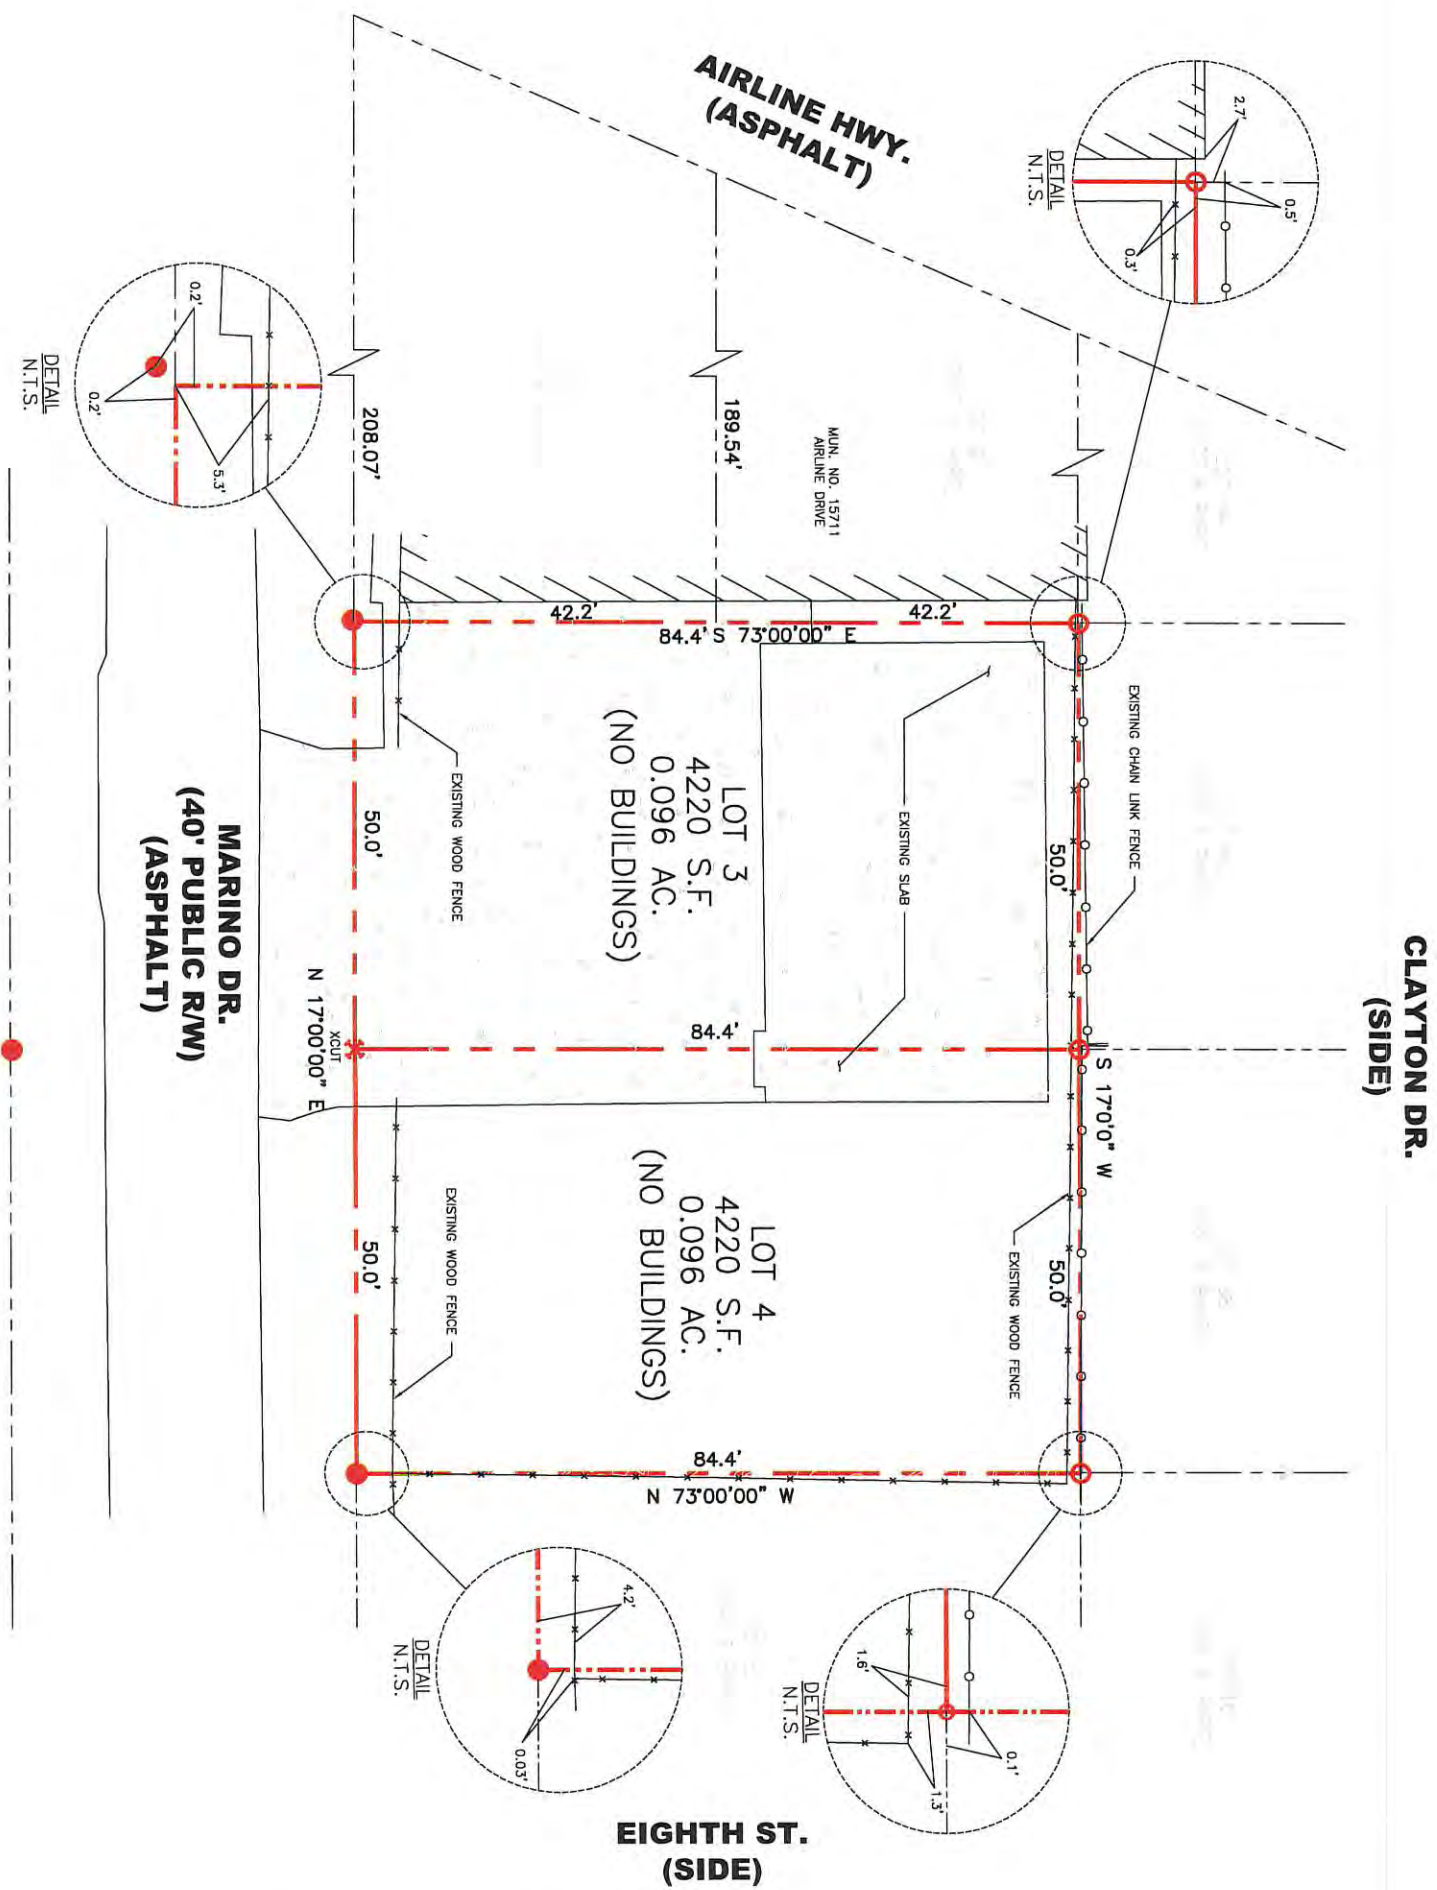 AIRLINE HWY.
(ASPHALT)
2.7'
0.5'
0.3'
DETAIL
N.T.S.
CLAYTON DR.
(SIDE)
0.2'
0.2'
5.3'
DETAIL
N.T.S.
208.07'
189.54'
MUN. NO. 15711
AIRLINE DRIVE
42.2'
42.2'
84.4'
S 73°00'00" E
EXISTING CHAIN LINK FENCE
50.0'
EXISTING SLAB
LOT 3
4220 S.F.
0.096 AC.
(NO BUILDINGS)
EXISTING WOOD FENCE
50.0'
MARINO DR.
(40' PUBLIC R/W)
(ASPHALT)
XCUT
N 17°00'00" E
84.4'
S 17°0'0" W
50.0'
EXISTING WOOD FENCE
LOT 4
4220 S.F.
0.096 AC.
(NO BUILDINGS)
EXISTING WOOD FENCE
50.0'
84.4'
N 73°00'00" W
4.2'
0.03'
DETAIL
N.T.S.
1.6'
0.1'
1.3'
DETAIL
N.T.S.
EIGHTH ST.
(SIDE)